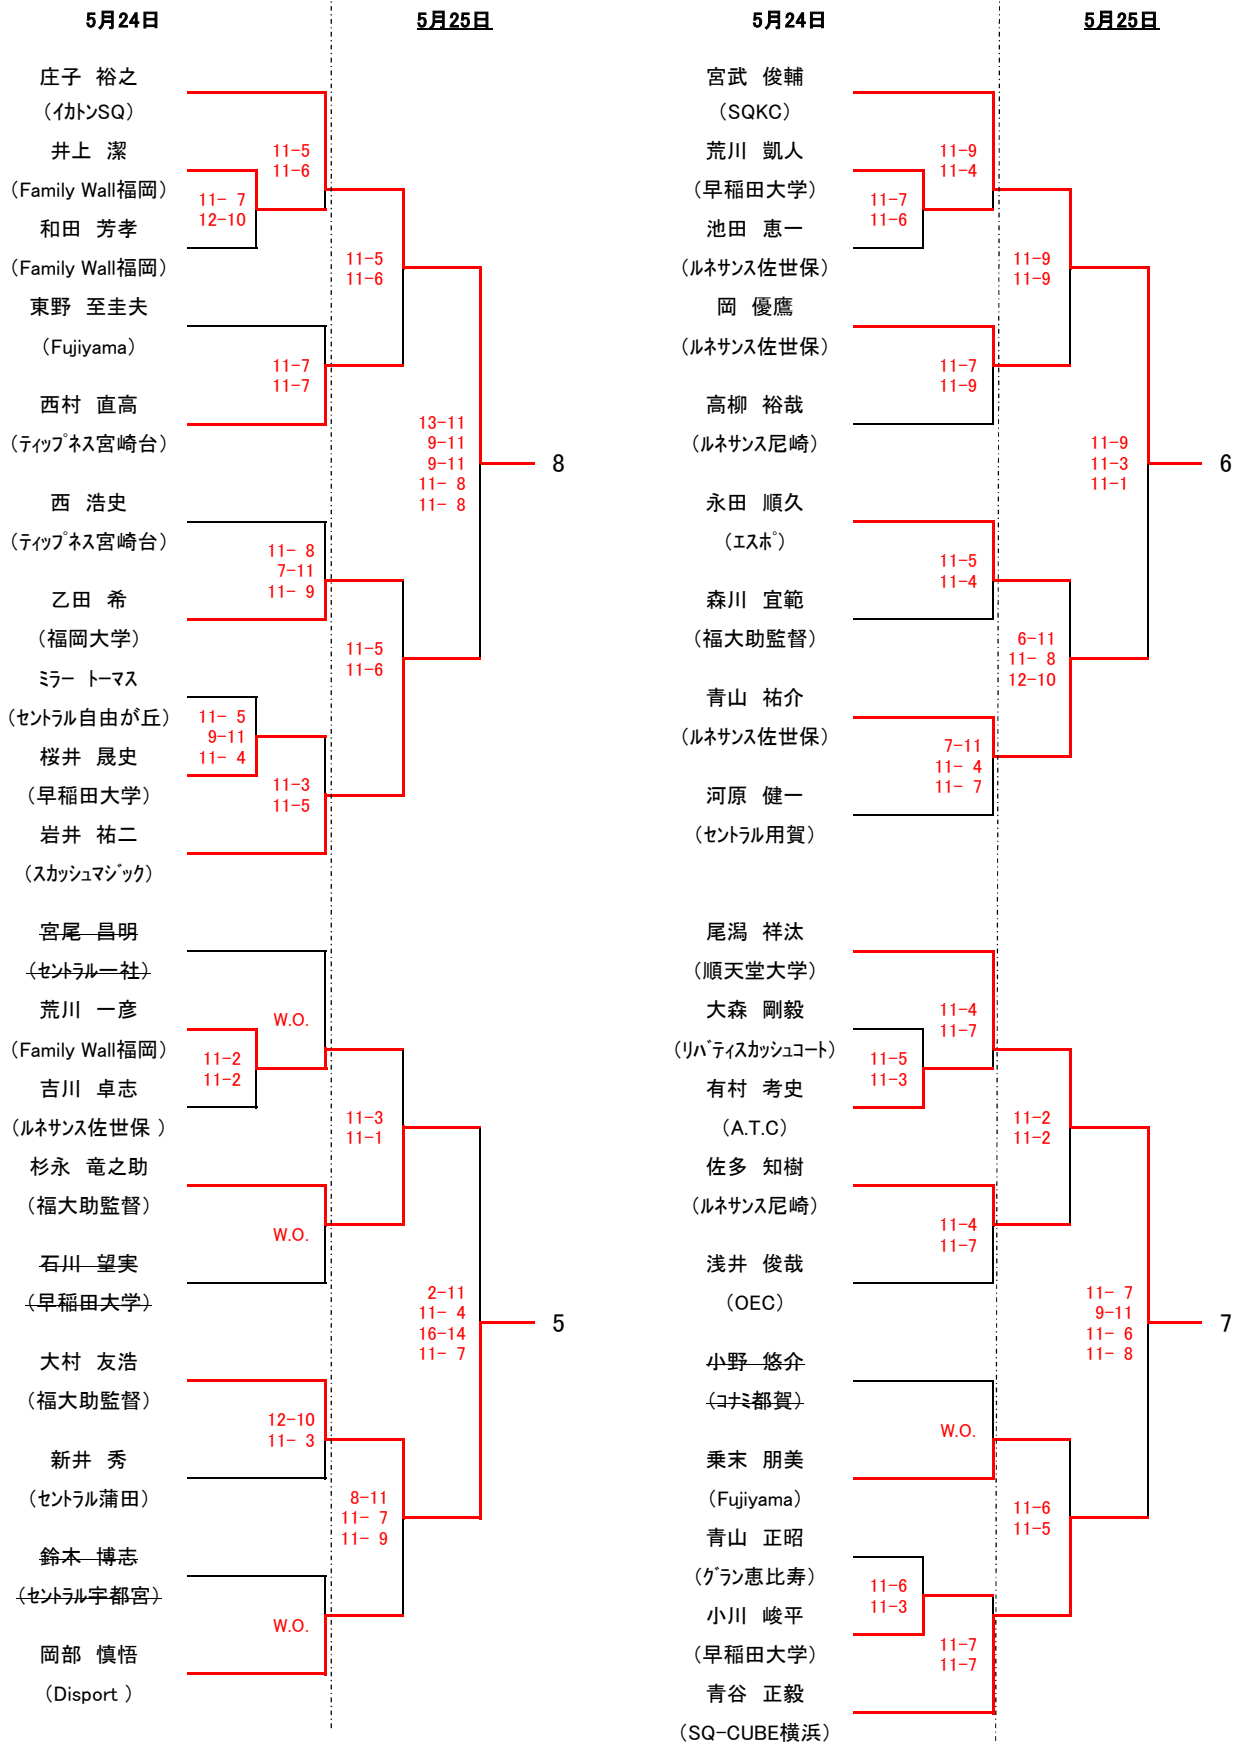 5月24日
5月25日
庄子 裕之
(イカトンSQ)
井上 潔
(Family Wall福岡)
和田 芳孝
(Family Wall福岡)
東野 至圭夫
(Fujiyama)
西村 直高
(ティップネス宮崎台)
西 浩史
(ティップネス宮崎台)
乙田 希
(福岡大学)
ミラー トーマス
(セントラル自由が丘)
桜井 晟史
(早稲田大学)
岩井 祐二
(スカッシュマジック)
11-5
11-6
11- 7
12-10
11-7
11-7
11- 8
7-11
11- 9
11- 5
9-11
11- 4
11-3
11-5
11-5
11-6
11-5
11-6
13-11
9-11
9-11
11- 8
11- 8
8
宮尾 昌明
(セントラル一社)
荒川 一彦
(Family Wall福岡)
吉川 卓志
(ルネサンス佐世保 )
杉永 竜之助
(福大助監督)
石川 望実
(早稲田大学)
大村 友浩
(福大助監督)
新井 秀
(セントラル蒲田)
鈴木 博志
(セントラル宇都宮)
岡部 慎悟
(Disport )
W.O.
11-2
11-2
W.O.
12-10
11- 3
W.O.
11-3
11-1
8-11
11- 7
11- 9
2-11
11- 4
16-14
11- 7
5
5月24日
5月25日
宮武 俊輔
(SQKC)
荒川 凱人
(早稲田大学)
池田 恵一
(ルネサンス佐世保)
岡 優鷹
(ルネサンス佐世保)
高柳 裕哉
(ルネサンス尼崎)
永田 順久
(エスポ)
森川 宜範
(福大助監督)
青山 祐介
(ルネサンス佐世保)
河原 健一
(セントラル用賀)
11-9
11-4
11-7
11-6
11-7
11-9
11-5
11-4
7-11
11- 4
11- 7
11-9
11-9
6-11
11- 8
12-10
11-9
11-3
11-1
6
尾潟 祥汰
(順天堂大学)
大森 剛毅
(リバティスカッシュコート)
有村 考史
(A.T.C)
佐多 知樹
(ルネサンス尼崎)
浅井 俊哉
(OEC)
小野 悠介
(コナミ都賀)
乗末 朋美
(Fujiyama)
青山 正昭
(グラン恵比寿)
小川 峻平
(早稲田大学)
青谷 正毅
(SQ-CUBE横浜)
11-4
11-7
11-5
11-3
11-4
11-7
W.O.
11-6
11-3
11-7
11-7
11-2
11-2
11-6
11-5
11- 7
9-11
11- 6
11- 8
7